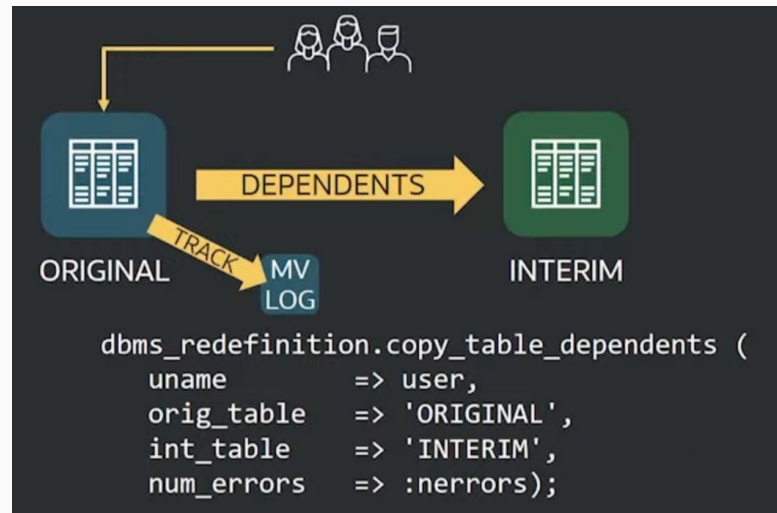 DEPENDENTS
TRACK
ORIGINAL
MV
LOG
INTERIM
dbms_redefinition.copy_table_dependents (
uname => user,
orig_table => 'ORIGINAL',
int_table => 'INTERIM',
num_errors => :nerrors);